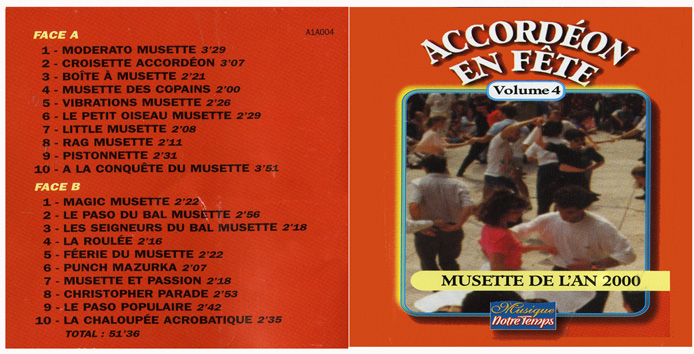 FACE A
A1A004
1 - MODERATO MUSETTE 3'29
2 - CROISETTE ACCORDÉON 3'07
3 - BOÎTE À MUSETTE 2'21
4 - MUSETTE DES COPAINS 2'00
5 - VIBRATIONS MUSETTE 2'26
6 - LE PETIT OISEAU MUSETTE 2'29
7 - LITTLE MUSETTE 2'08
8 - RAG MUSETTE 2'11
9 - PISTONNETTE 2'31
10 - A LA CONQUÊTE DU MUSETTE 3'51
FACE B
1 - MAGIC MUSETTE 2'22
2 - LE PASO DU BAL MUSETTE 2'56
3 - LES SEIGNEURS DU BAL MUSETTE 2'18
4 - LA ROULÉE 2'16
5 - FÉERIE DU MUSETTE 2'22
6 - PUNCH MAZURKA 2'07
7 - MUSETTE ET PASSION 2'18
8 - CHRISTOPHER PARADE 2'53
9 - LE PASO POPULAIRE 2'42
10 - LA CHALOUPÉE ACROBATIQUE 2'35
TOTAL : 51'36
ACCORDÉON
EN FÊTE
Volume 4
MUSETTE DE L'AN 2000
Musique
Notre Temps